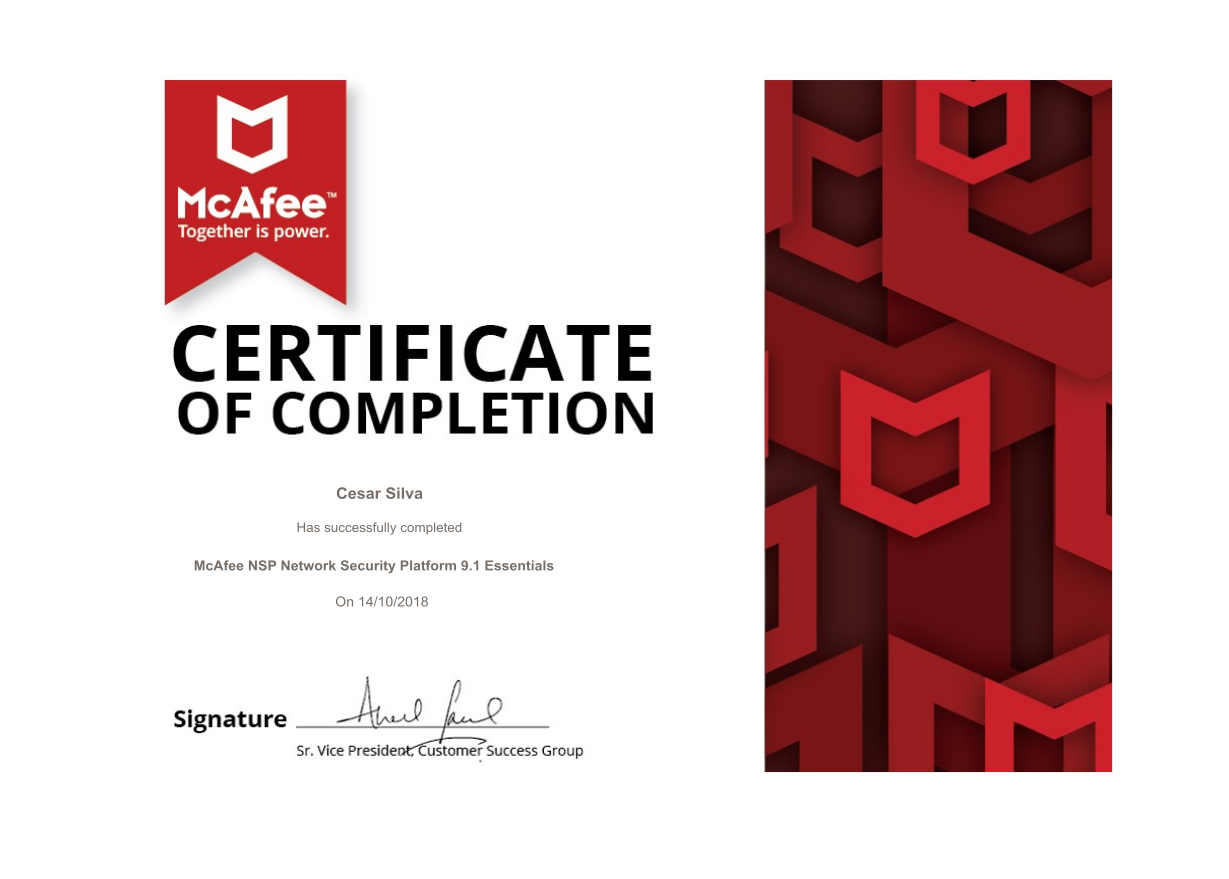 McAfee™
Together is power.
CERTIFICATE
OF COMPLETION
Cesar Silva
Has successfully completed
McAfee NSP Network Security Platform 9.1 Essentials
On 14/10/2018
Signature
Sr. Vice President, Customer Success Group